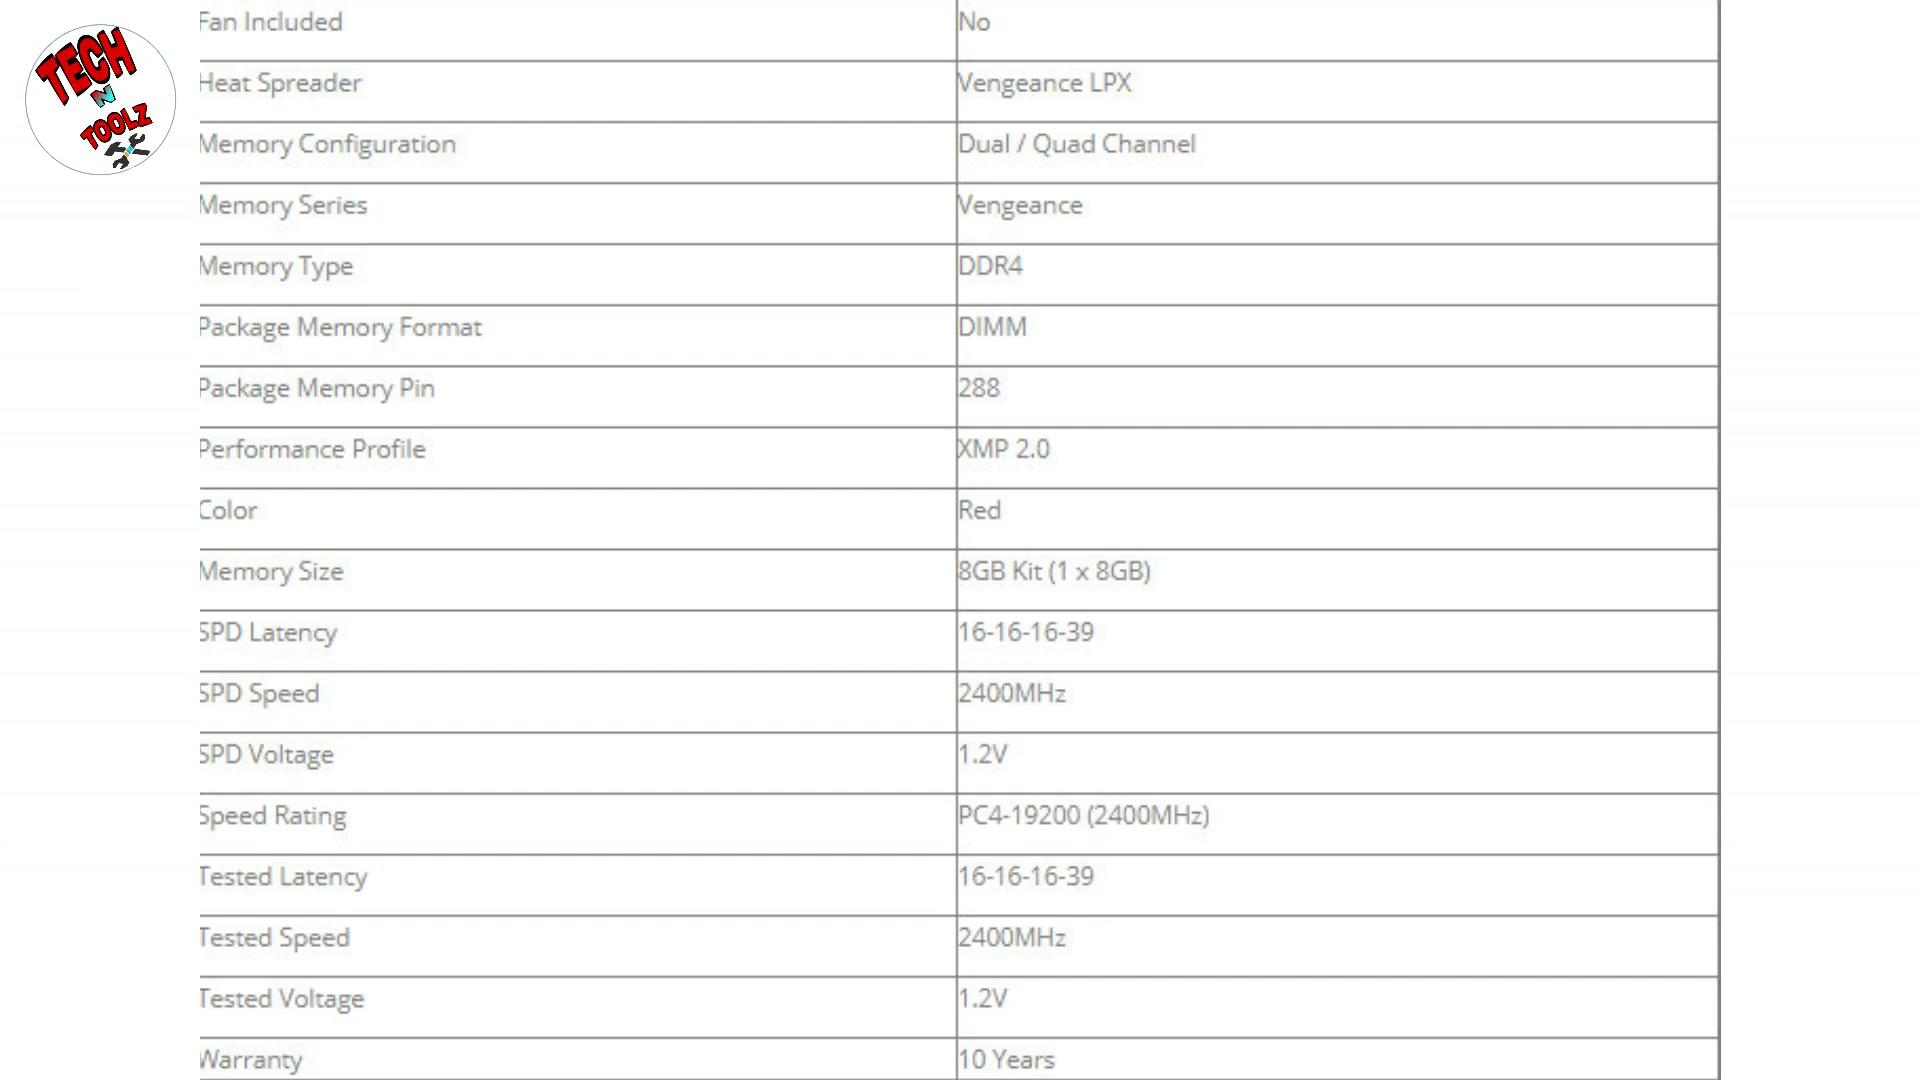 TECH
N
TOOLZ
Fan Included No
Heat Spreader Vengeance LPX
Memory Configuration Dual / Quad Channel
Memory Series Vengeance
Memory Type DDR4
Package Memory Format DIMM
Package Memory Pin 288
Performance Profile XMP 2.0
Color Red
Memory Size 8GB Kit (1 x 8GB)
SPD Latency 16-16-16-39
SPD Speed 2400MHz
SPD Voltage 1.2V
Speed Rating PC4-19200 (2400MHz)
Tested Latency 16-16-16-39
Tested Speed 2400MHz
Tested Voltage 1.2V
Warranty 10 Years